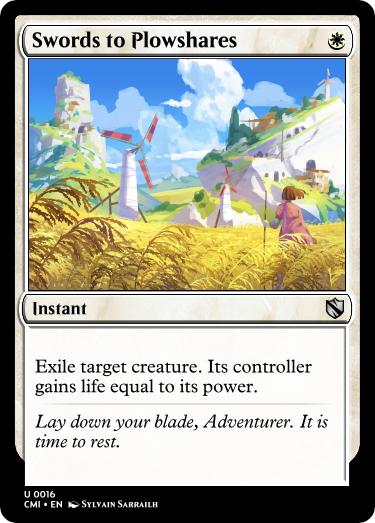 Swords to Plowshares
Instant
Exile target creature. Its controller
gains life equal to its power.
Lay down your blade, Adventurer. It is
time to rest.
U 0016
CMI • EN Sylvain Sarrailh